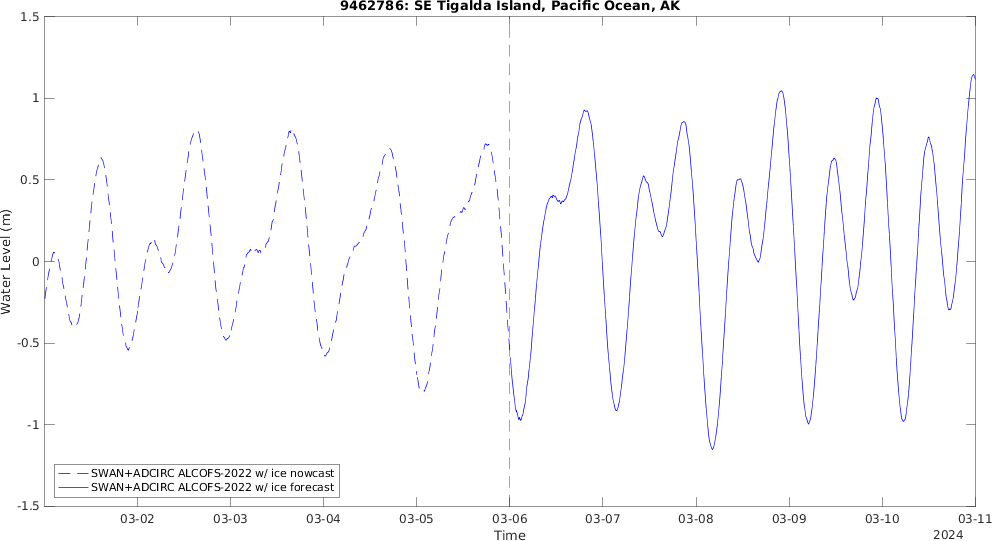 9462786: SE Tigalda Island, Pacific Ocean, AK
1.5
1
0.5
0
-0.5
-1
-1.5
Water Level (m)
SWAN+ADCIRC ALCOFS-2022 w/ ice nowcast
SWAN+ADCIRC ALCOFS-2022 w/ ice forecast
03-02 03-03 03-04 03-05 03-06 03-07 03-08 03-09 03-10 03-11
Time
2024